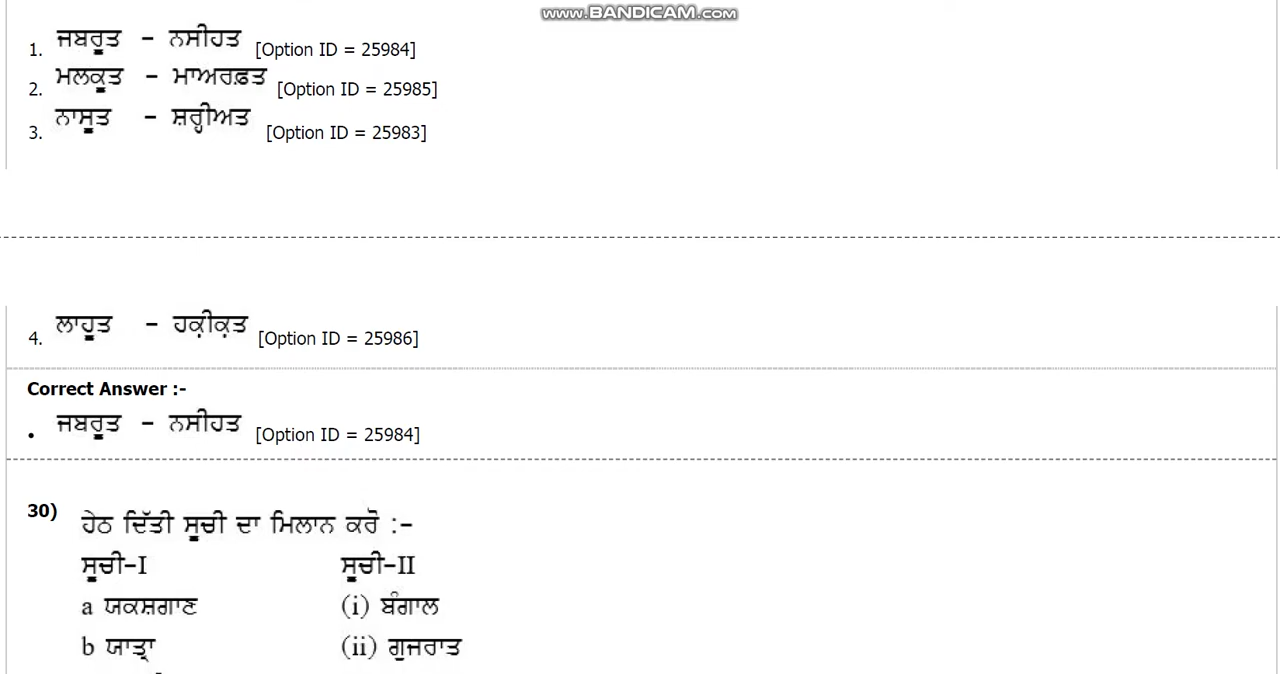 www.BANDICAM.com
1. ਜਬਰੂਤ – ਨਸੀਹਤ [Option ID = 25984]
2. ਮਲਕੂਤ – ਮਾਅਰਫ਼ਤ [Option ID = 25985]
3. ਨਾਸੂਤ – ਸ਼ਰ੍ਹੀਅਤ [Option ID = 25983]
4. ਲਾਹੂਤ – ਹਕ਼ੀਕ਼ਤ [Option ID = 25986]
Correct Answer :-
• ਜਬਰੂਤ – ਨਸੀਹਤ [Option ID = 25984]
30) ਹੇਠ ਦਿੱਤੀ ਸੂਚੀ ਦਾ ਮਿਲਾਨ ਕਰੋ :–
ਸੂਚੀ–I ਸੂਚੀ–II
a ਯਕਸ਼ਗਾਣ (i) ਬੰਗਾਲ
b ਯਾਤ੍ਰਾ (ii) ਗੁਜਰਾਤ